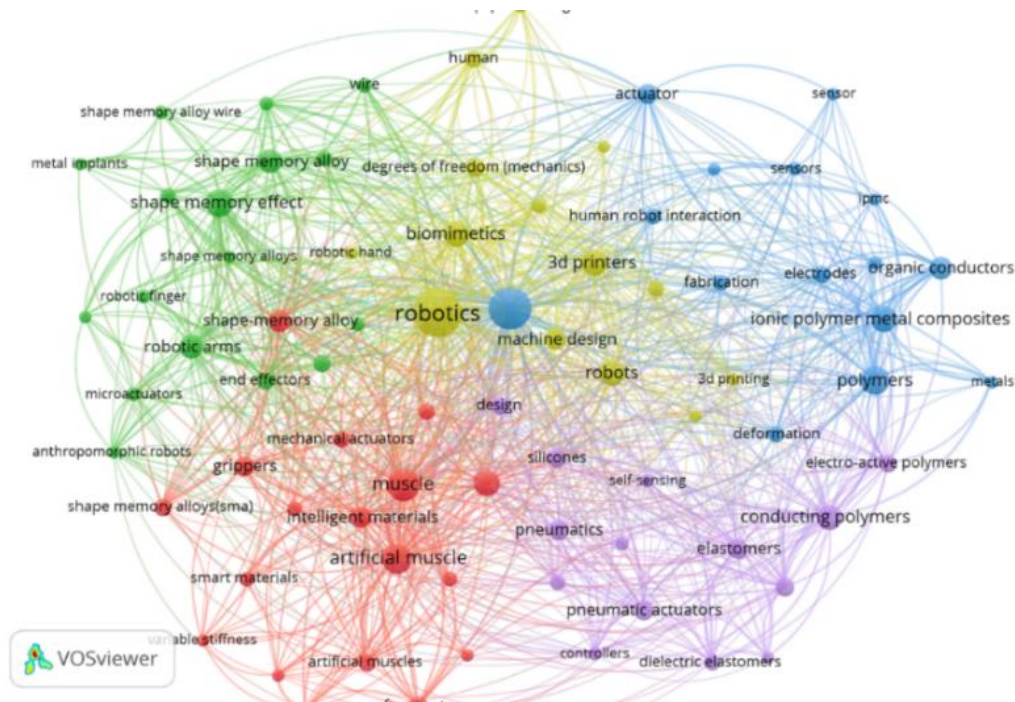 human
wire
actuator
sensor
shape memory alloy wire
metal implants
shape memory alloy
degrees of freedom (mechanics)
sensors
shape memory effect
ipmc
human robot interaction
biomimetics
shape memory alloys
robotic hand
3d printers
organic conductors
electrodes
fabrication
robotic finger
robotics
shape-memory alloy
ionic polymer metal composites
machine design
robotic arms
robots
end effectors
3d printing
polymers
metals
microactuators
design
mechanical actuators
deformation
anthropomorphic robots
grippers
silicones
electro-active polymers
muscle
self-sensing
shape memory alloys(sma)
intelligent materials
conducting polymers
pneumatics
artificial muscle
elastomers
smart materials
pneumatic actuators
variable stiffness
controllers
artificial muscles
dielectric elastomers
VOSviewer